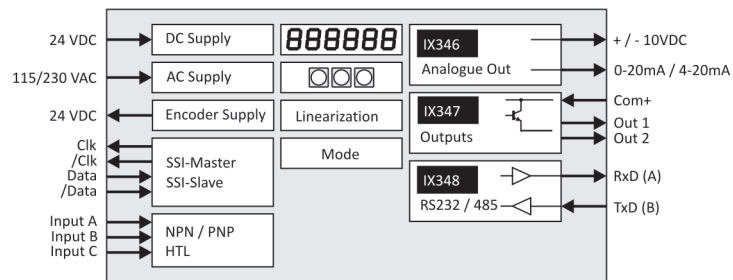 24 VDC
DC Supply
888888
IX346
Analogue Out
+ / - 10VDC
0-20mA / 4-20mA
115/230 VAC
AC Supply
24 VDC
Encoder Supply
Linearization
IX347
Outputs
Com+
Out 1
Out 2
Clk
/Clk
Data
/Data
SSI-Master
SSI-Slave
Mode
IX348
RS232 / 485
RxD (A)
TxD (B)
Input A
Input B
Input C
NPN / PNP
HTL